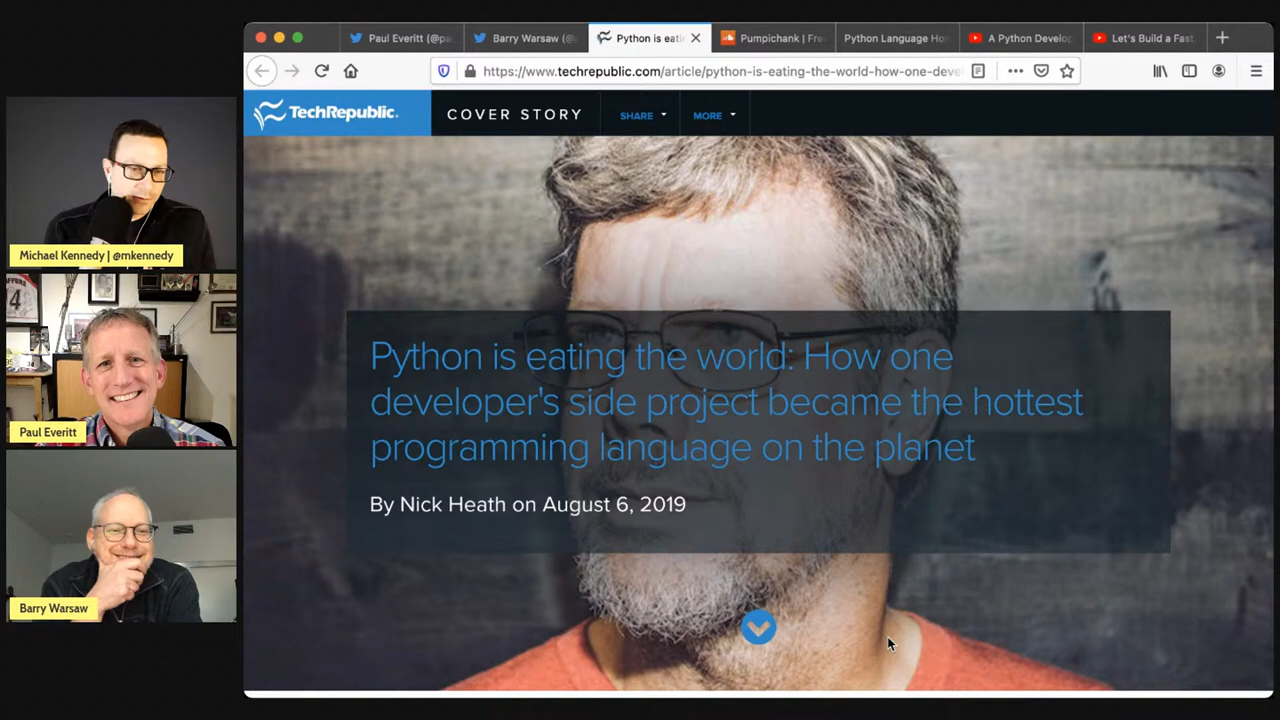 Paul Everitt (@pa
Barry Warsaw (@
Python is eati
Pumpichank | Fre
Python Language Ho
A Python Develop
Let's Build a Fast
https://www.techrepublic.com/article/python-is-eating-the-world-how-one-deve
TechRepublic.
COVER STORY
SHARE
MORE
Michael Kennedy | @mkennedy
Paul Everitt
Barry Warsaw
Python is eating the world: How one
developer's side project became the hottest
programming language on the planet
By Nick Heath on August 6, 2019
4